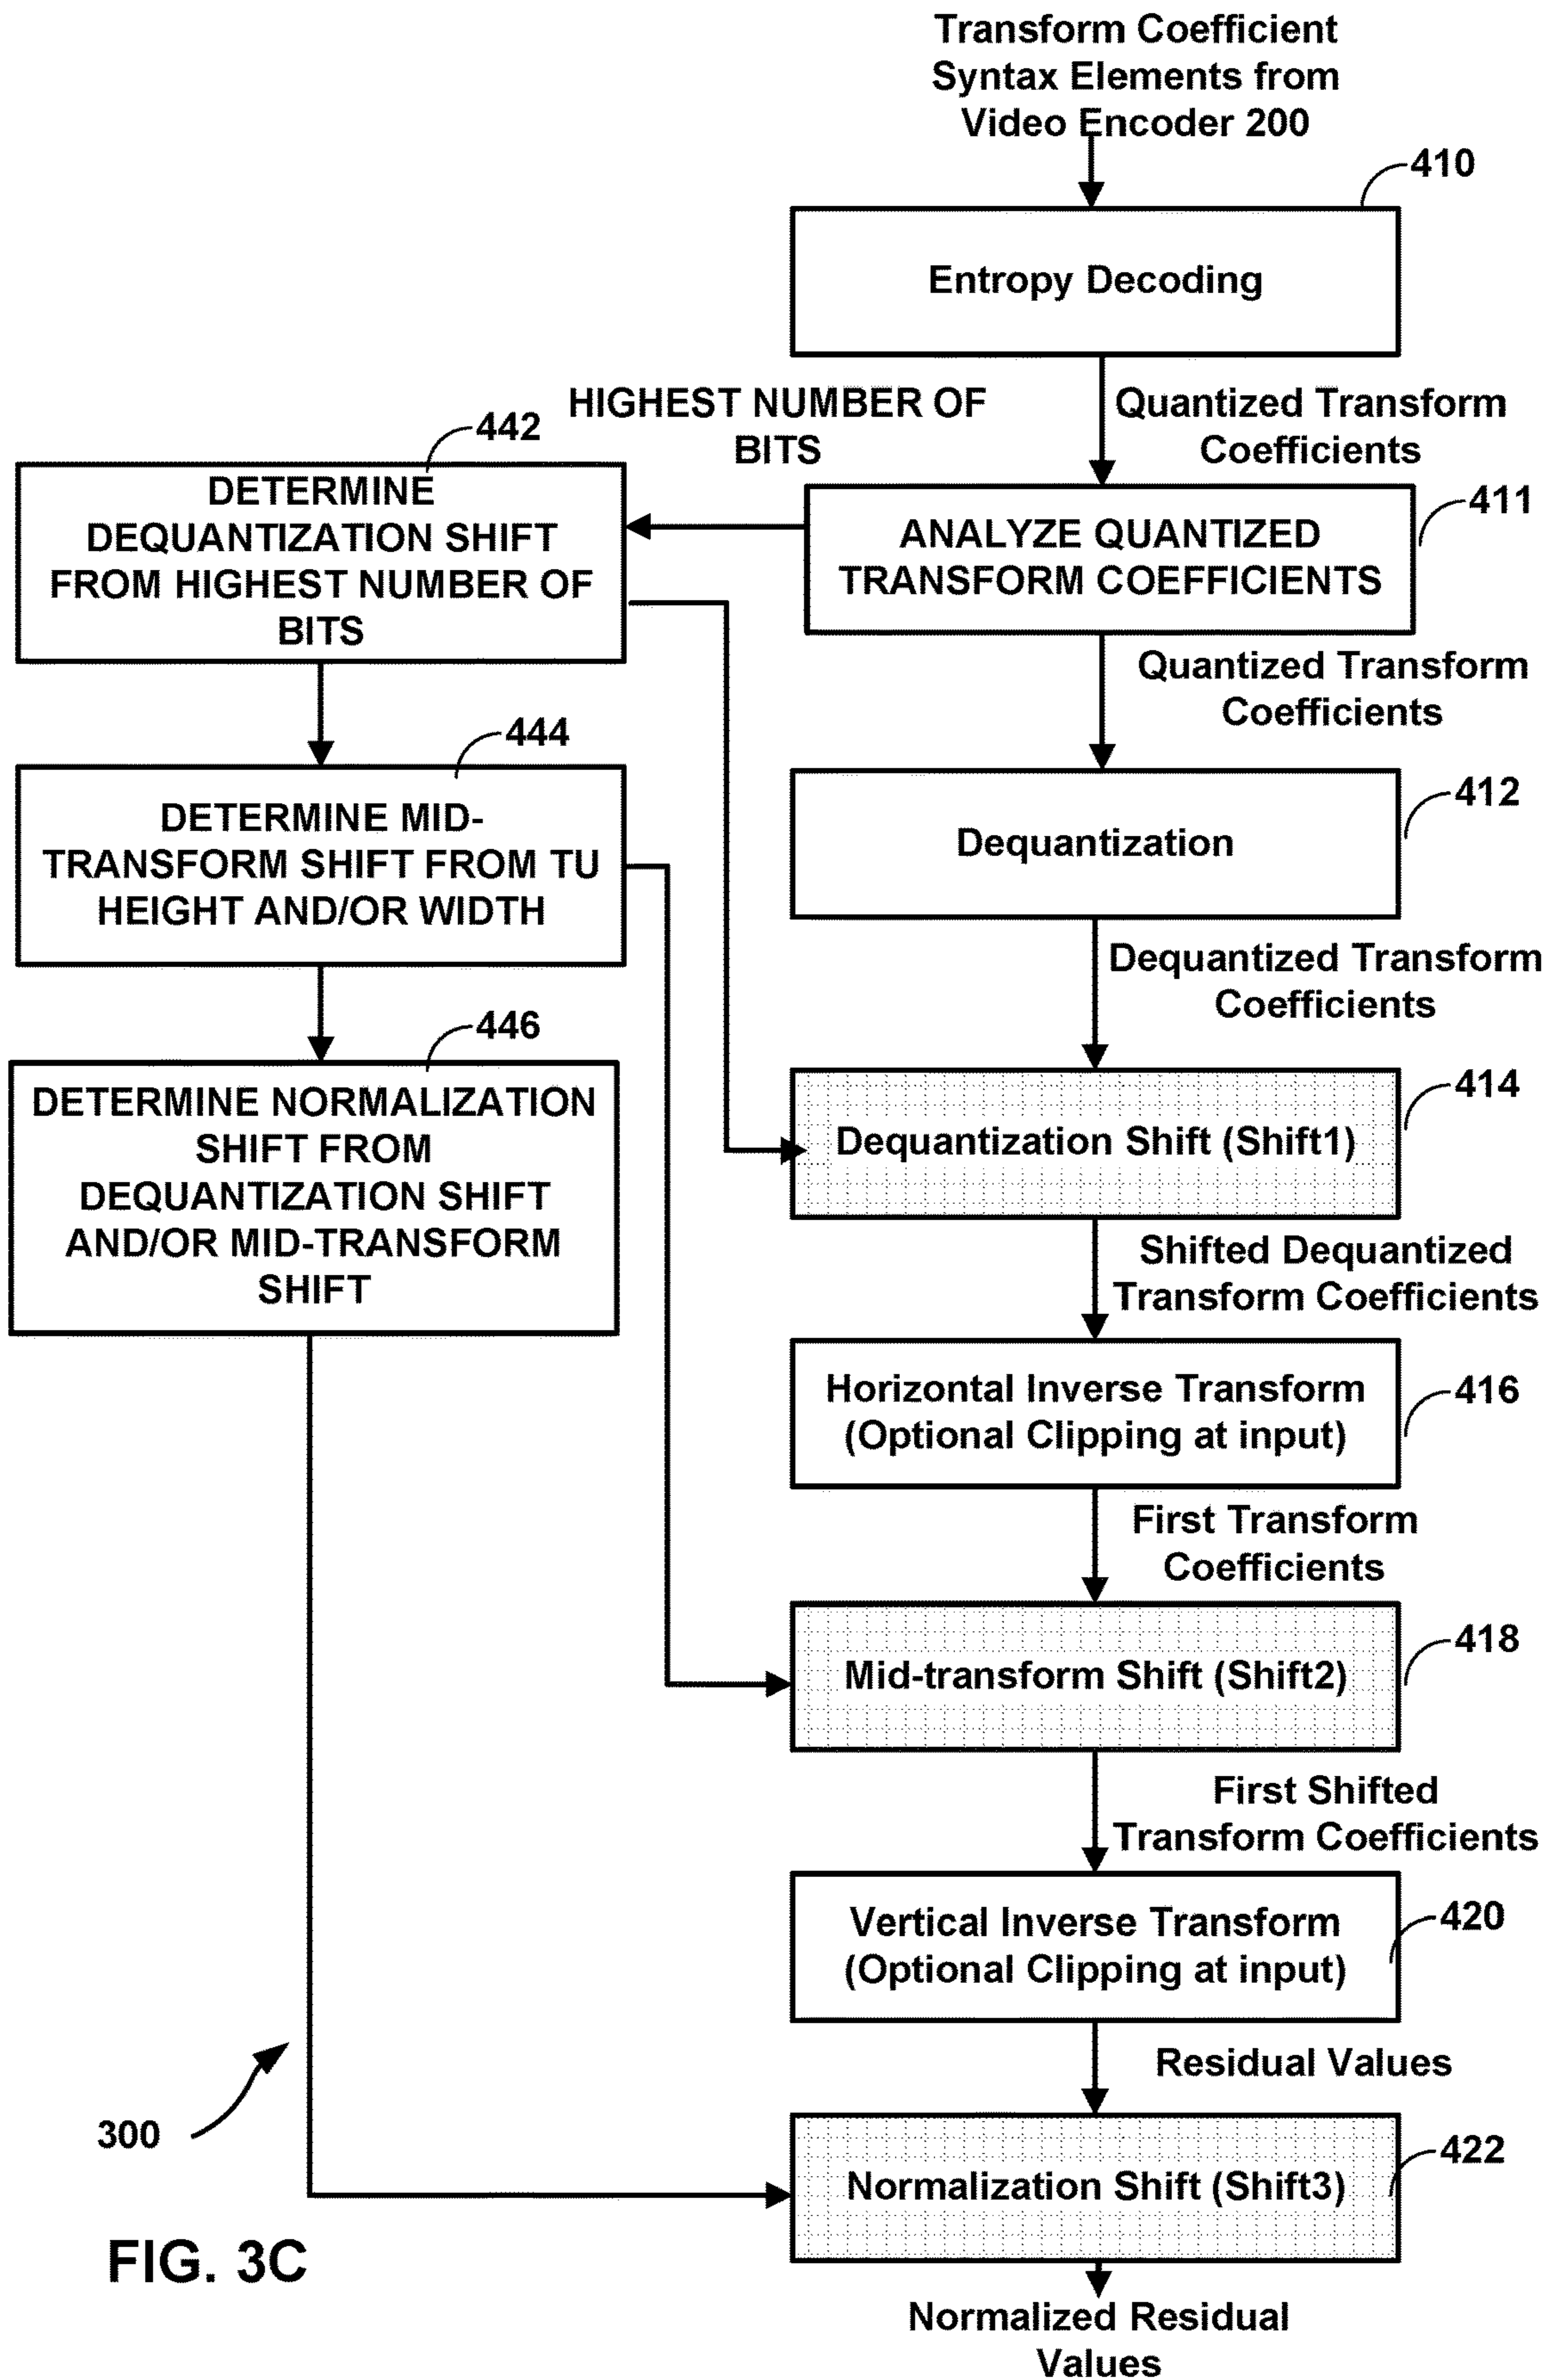 Transform Coefficient
Syntax Elements from
Video Encoder 200
410
Entropy Decoding
HIGHEST NUMBER OF
BITS
Quantized Transform
Coefficients
442
DETERMINE
DEQUANTIZATION SHIFT
FROM HIGHEST NUMBER OF
BITS
411
ANALYZE QUANTIZED
TRANSFORM COEFFICIENTS
Quantized Transform
Coefficients
444
DETERMINE MID-
TRANSFORM SHIFT FROM TU
HEIGHT AND/OR WIDTH
412
Dequantization
Dequantized Transform
Coefficients
446
DETERMINE NORMALIZATION
SHIFT FROM
DEQUANTIZATION SHIFT
AND/OR MID-TRANSFORM
SHIFT
414
Dequantization Shift (Shift1)
Shifted Dequantized
Transform Coefficients
416
Horizontal Inverse Transform
(Optional Clipping at input)
First Transform
Coefficients
418
Mid-transform Shift (Shift2)
First Shifted
Transform Coefficients
420
Vertical Inverse Transform
(Optional Clipping at input)
Residual Values
300
422
Normalization Shift (Shift3)
FIG. 3C
Normalized Residual
Values